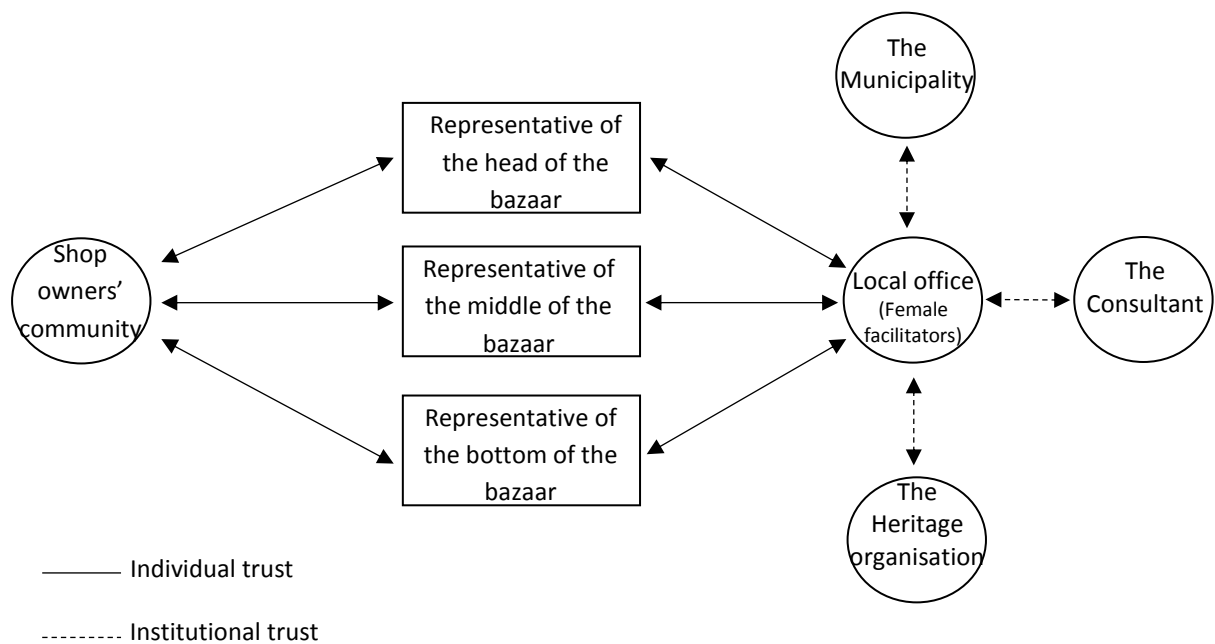 The
Municipality
Representative of
the head of the
bazaar
Shop
owners’
community
Representative of
the middle of the
bazaar
Local office
(Female
facilitators)
The
Consultant
Representative of
the bottom of the
bazaar
The
Heritage
organisation
Individual trust
Institutional trust